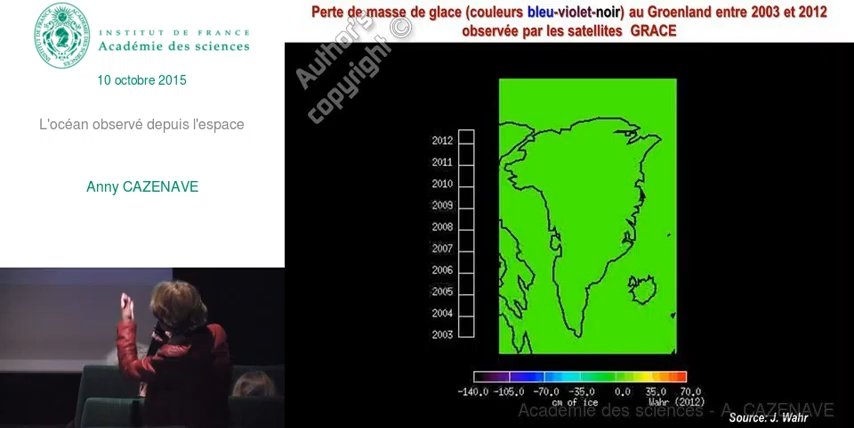 INSTITUT DE FRANCE
Académie des sciences
10 octobre 2015
L'océan observé depuis l'espace
Anny CAZENAVE
Perte de masse de glace (couleurs bleu-violet-noir) au Groenland entre 2003 et 2012
observée par les satellites GRACE
Author's
copyright ©
2012
2011
2010
2009
2008
2007
2006
2005
2004
2003
-140.0 -105.0 -70.0 -35.0 0.0 35.0 70.0
cm of ice
Wahr (2012)
Académie des sciences - A. CAZENAVE
Source: J. Wahr